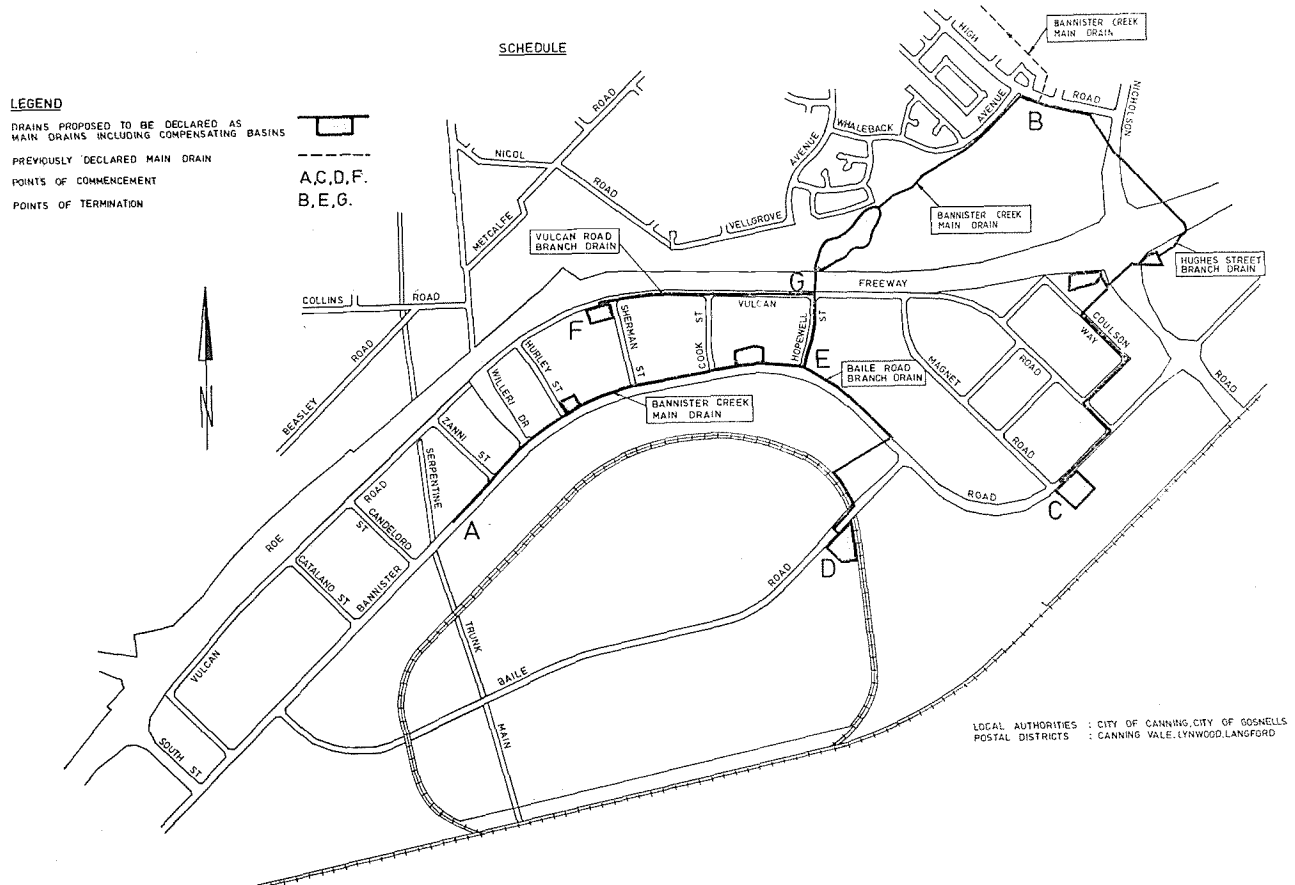 SCHEDULE
LEGEND
DRAINS PROPOSED TO BE DECLARED AS
MAIN DRAINS INCLUDING COMPENSATING BASINS
PREVIOUSLY DECLARED MAIN DRAIN
POINTS OF COMMENCEMENT
A,C,D,F.
POINTS OF TERMINATION
B,E,G.
BANNISTER CREEK
MAIN DRAIN
HIGH
ROAD
NICHOLSON
AVENUE
B
WHALEBACK
AVENUE
ROAD
NICOL
ROAD
METCALFE
VELLGROVE
BANNISTER CREEK
MAIN DRAIN
VULCAN ROAD
BRANCH DRAIN
HUGHES STREET
BRANCH DRAIN
COLLINS ROAD
G
FREEWAY
VULCAN
F
SHERMAN
ST
COOK ST
HOPEWELL
ST
E
COULSON
WAY
BEASLEY
ROAD
HURLEY ST
WILLERI DR
ZANNI
ST
BAILE ROAD
BRANCH DRAIN
MAGNET
ROAD
ROAD
ROAD
BANNISTER CREEK
MAIN DRAIN
N
SERPENTINE
ROAD
ROAD
C
A
ROE
CANDELORD
ST
CATALANO ST
BANNISTER
ROAD
D
TRUNK
VULCAN
BAILE
MAIN
SOUTH ST
LOCAL AUTHORITIES : CITY OF CANNING,CITY OF GOSNELLS
POSTAL DISTRICTS : CANNING VALE.LYNWOOD,LANGFORD